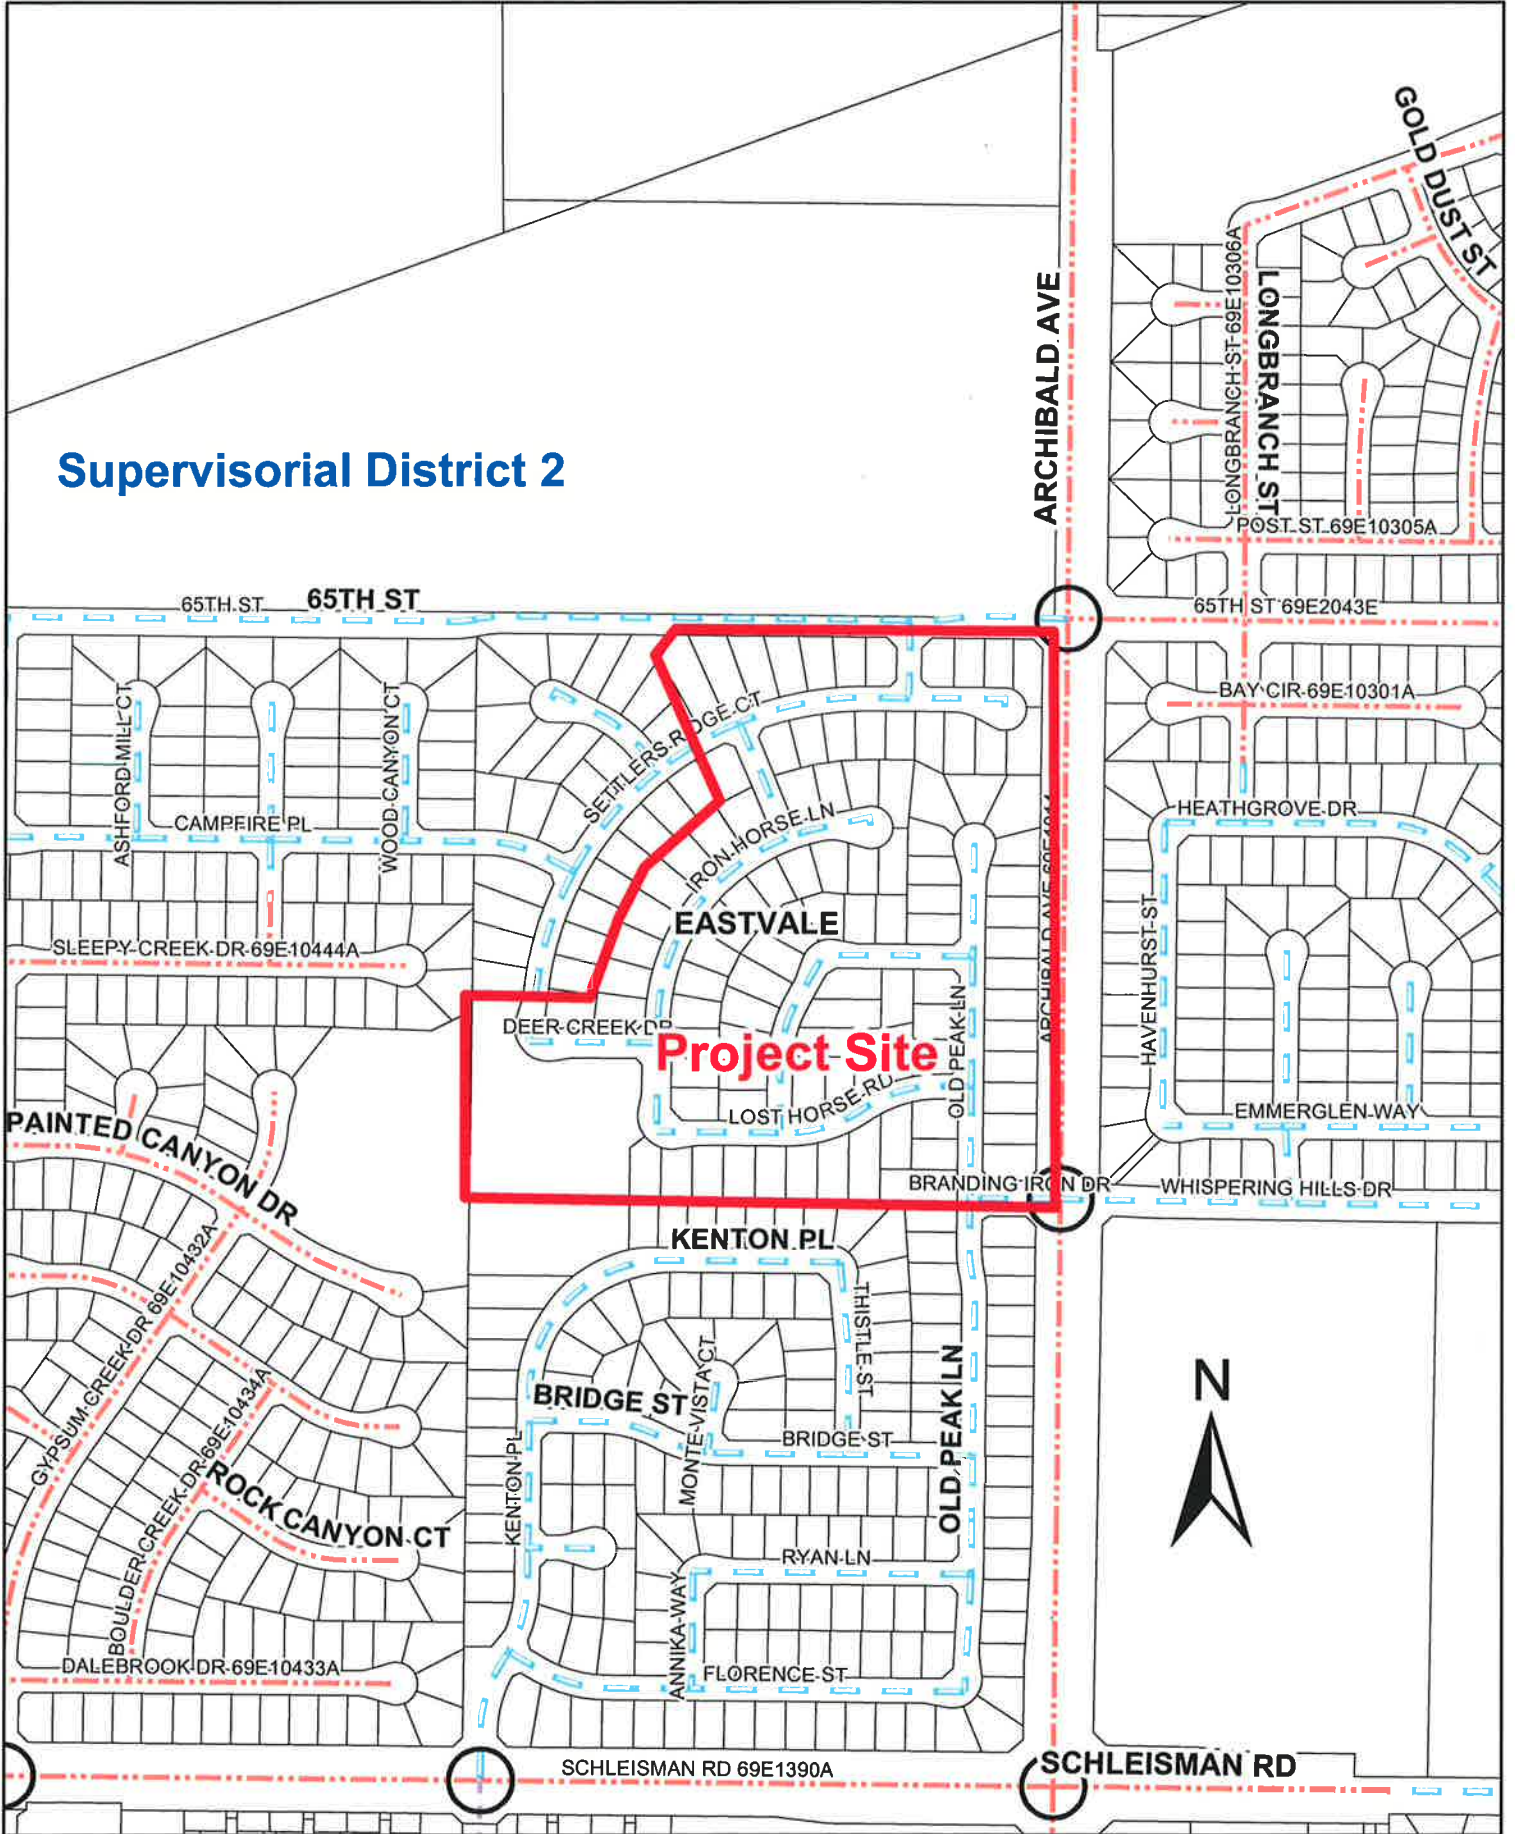 GOLD DUST ST
ARCHIBALD AVE
LONGBRANCH ST 69E10306A
LONGBRANCH ST
Supervisorial District 2
POST ST 69E10305A
65TH ST
65TH ST
65TH ST 69E2043E
ASHFORD MILL CT
WOOD CANYON CT
SETTLERS RIDGE CT
BAY CIR 69E10301A
CAMPFIRE PL
IRON HORSE LN
HEATHGROVE DR
EASTVALE
SLEEPY CREEK DR 69E10444A
HAVENHURST ST
ARCHIBALD AVE
DEER CREEK DR
Project Site
OLD PEAK LN
LOST HORSE RD
EMMERGLEN WAY
PAINTED CANYON DR
BRANDING IRON DR
WHISPERING HILLS DR
KENTON PL
GYPSUM CREEK DR 69E10432A
THISTLE ST
N
BRIDGE ST
MONTE VISTA CT
BRIDGE ST
OLD PEAK LN
BOULDER CREEK DR 69E10434A
ROCK CANYON CT
KENTON PL
RYAN LN
ANNIKA WAY
DALEBROOK DR 69E10433A
FLORENCE ST
SCHLEISMAN RD 69E1390A
SCHLEISMAN RD